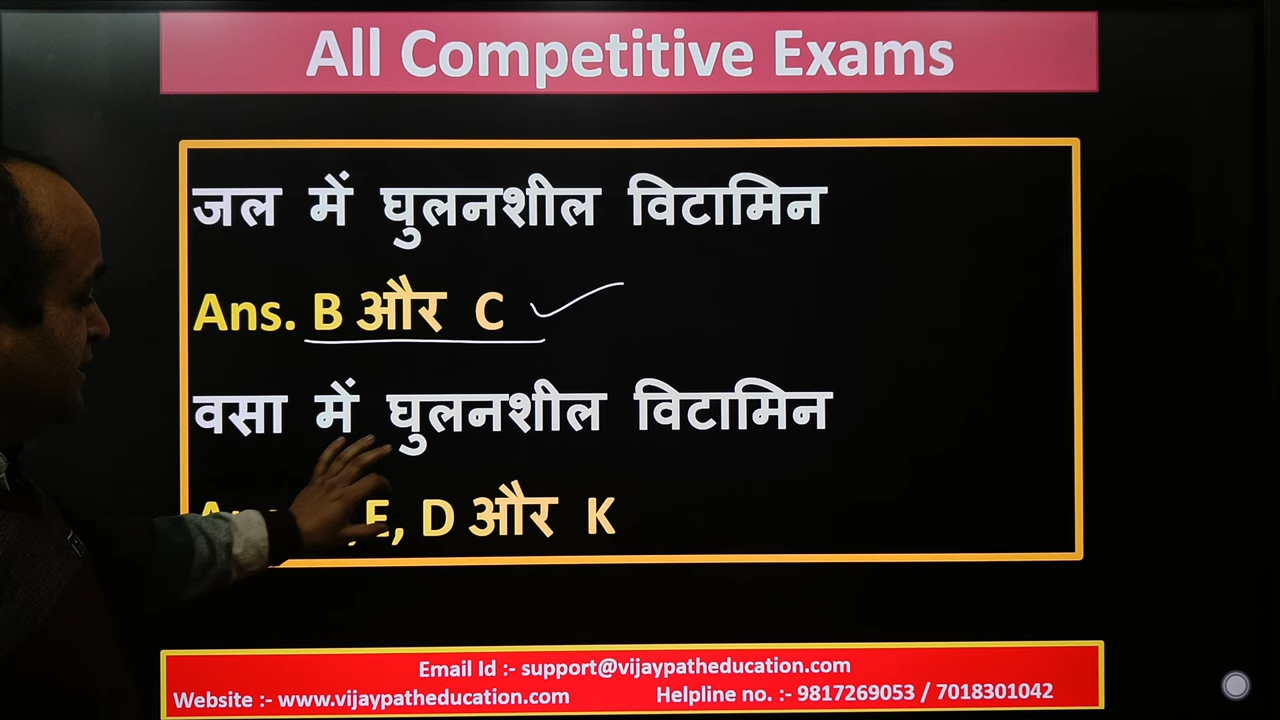 All Competitive Exams
जल में घुलनशील विटामिन
Ans. B और C
वसा में घुलनशील विटामिन
E, D और K
Email Id :- support@vijaypatheducation.com
Website :- www.vijaypatheducation.com Helpline no. :- 9817269053 / 7018301042